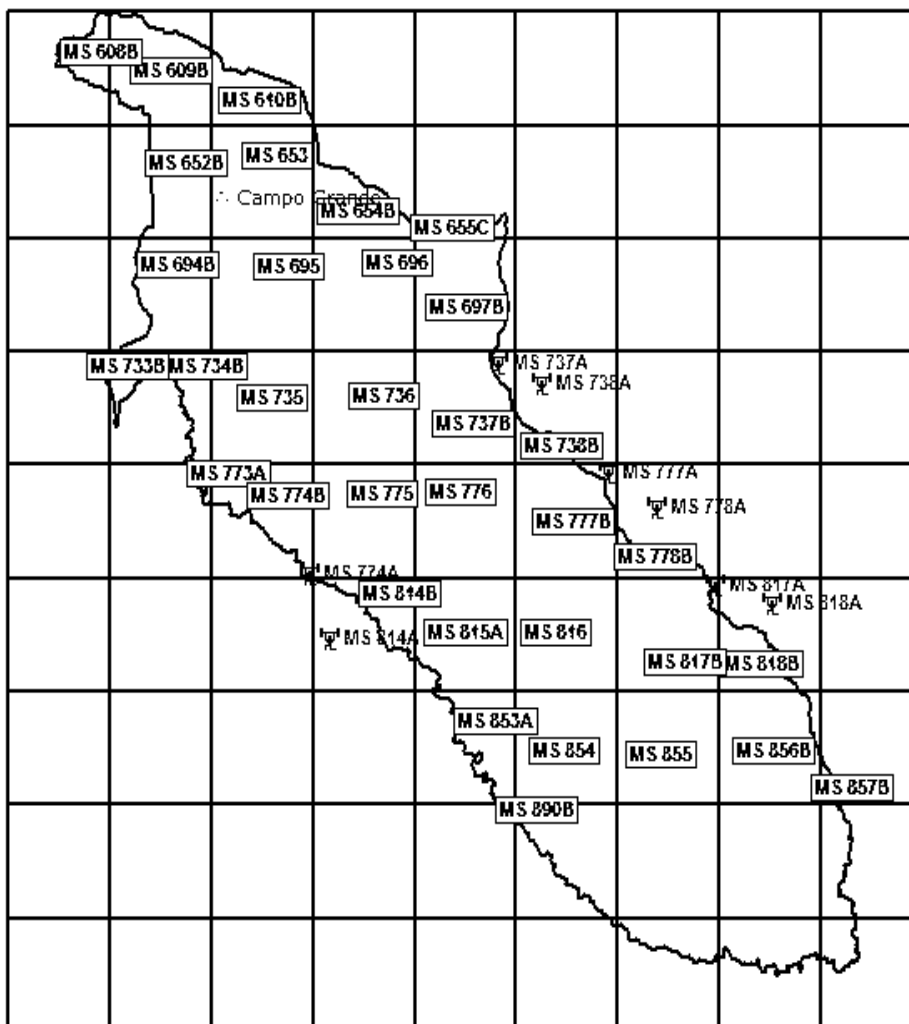 MS 608B
MS 609B
MS 610B
MS 652B
MS 653
Campo Grande
MS 654B
MS 655C
MS 694B
MS 695
MS 696
MS 697B
MS 733B
MS 734B
MS 737A
MS 738A
MS 735
MS 736
MS 737B
MS 738B
MS 773A
MS 777A
MS 774B
MS 775
MS 776
MS 778A
MS 777B
MS 778B
MS 774A
MS 817A
MS 814B
MS 818A
MS 814A
MS 815A
MS 816
MS 817B
MS 818B
MS 853A
MS 854
MS 855
MS 856B
MS 857B
MS 890B